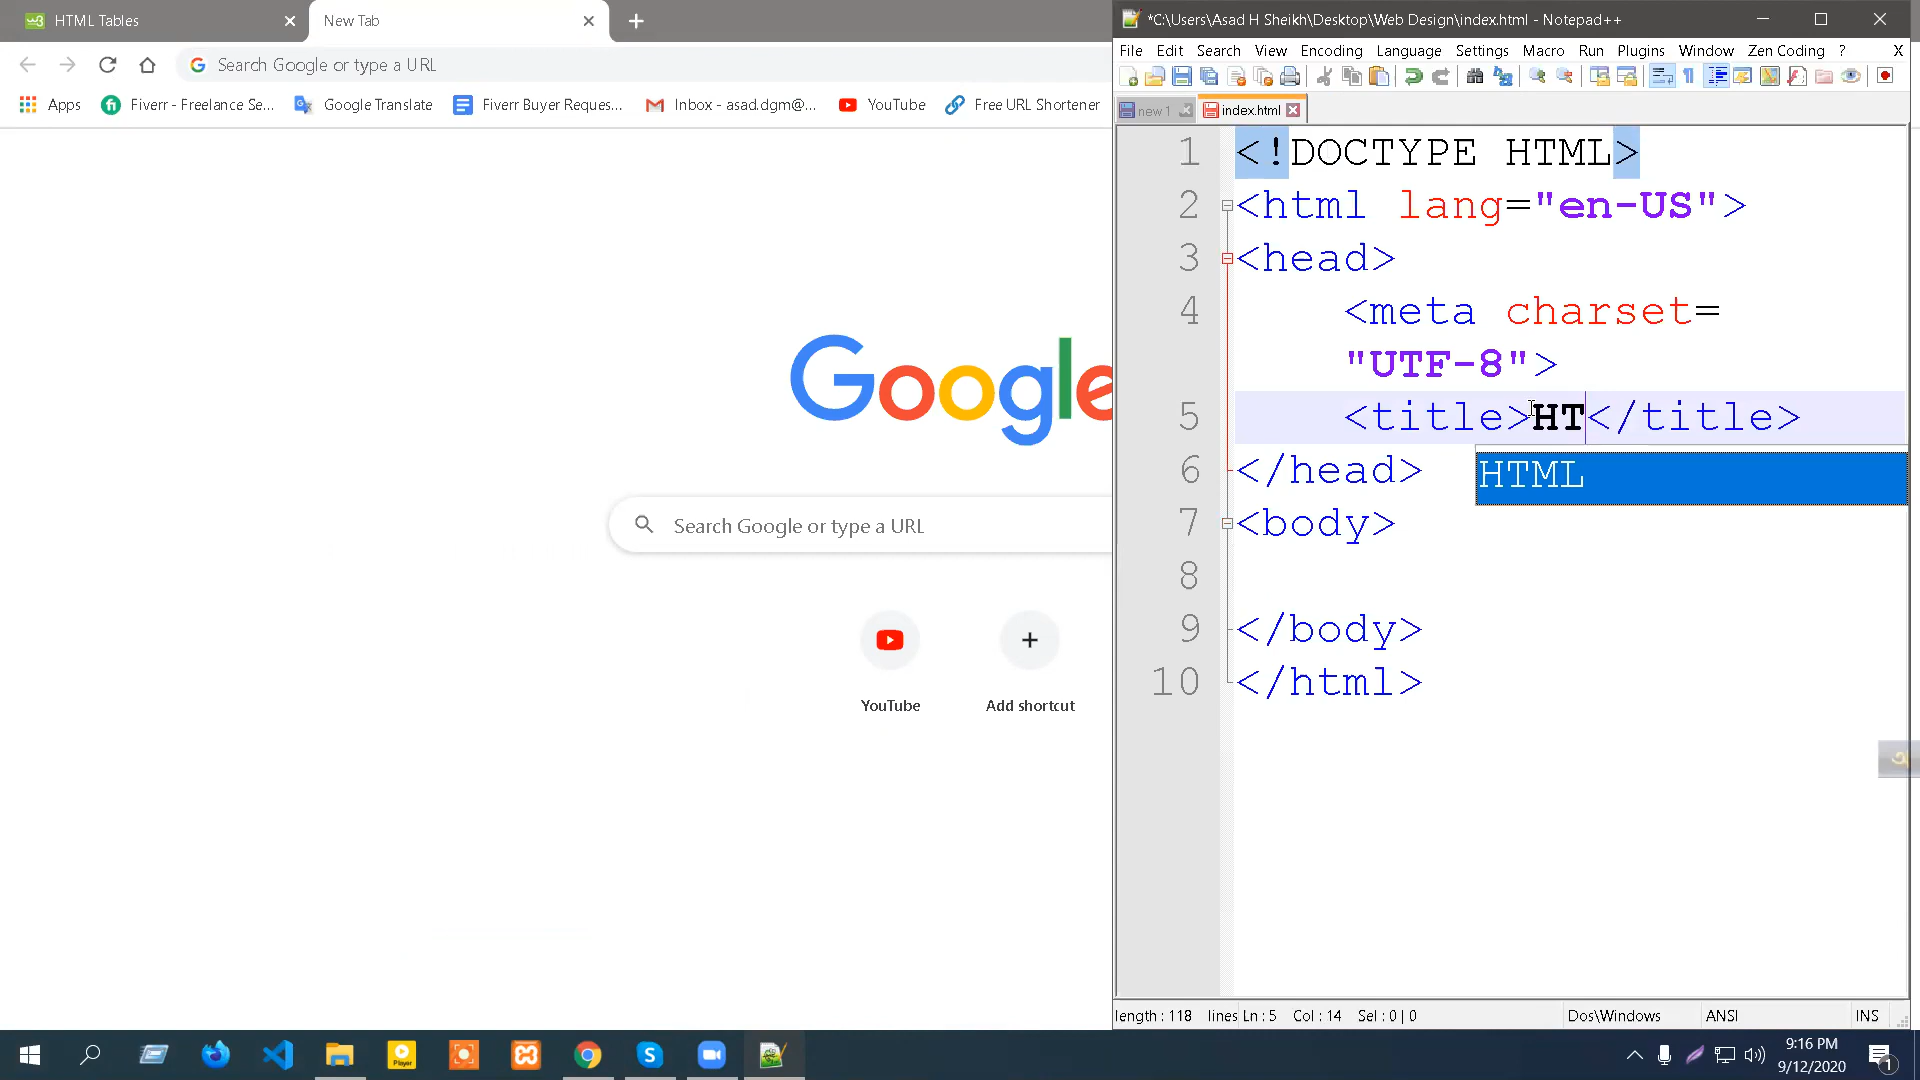 HTML Tables
New Tab
Search Google or type a URL
Apps
Fiverr - Freelance Se...
Google Translate
Fiverr Buyer Reques...
Inbox - asad.dgm@...
YouTube
Free URL Shortener
Google
Search Google or type a URL
YouTube
Add shortcut
*C:\Users\Asad H Sheikh\Desktop\Web Design\index.html - Notepad++
File Edit Search View Encoding Language Settings Macro Run Plugins Window Zen Coding ? X
new 1
index.html
1 <!DOCTYPE HTML>
2 <html lang="en-US">
3 <head>
4 <meta charset=
"UTF-8">
5 <title>HT</title>
HTML
6 </head>
7 <body>
8
9 </body>
10 </html>
length : 118 lines Ln : 5 Col : 14 Sel : 0 | 0 Dos\Windows ANSI INS
Player
9:16 PM
9/12/2020
1